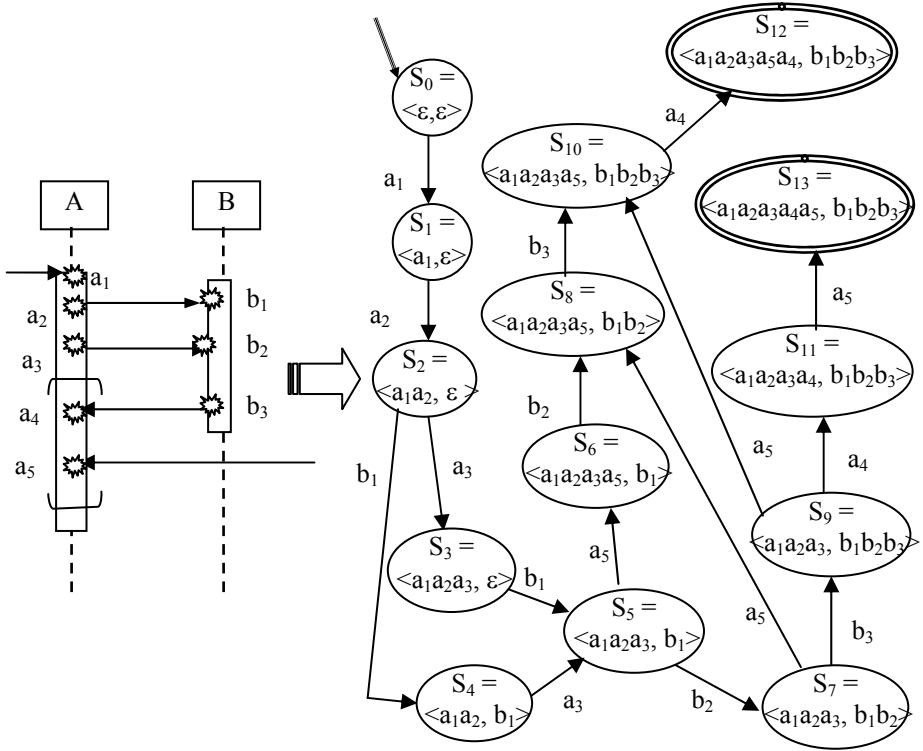 A
B
a₁
a₂
a₃
a₄
a₅
b₁
b₂
b₃
S₀ =
<ε,ε>
a₁
S₁ =
<a₁,ε>
a₂
S₂ =
<a₁a₂, ε >
b₁
a₃
S₃ =
<a₁a₂a₃, ε>
b₁
S₄ =
<a₁a₂, b₁>
a₃
S₅ =
<a₁a₂a₃, b₁>
a₅
b₂
S₆ =
<a₁a₂a₃a₅, b₁>
b₂
S₈ =
<a₁a₂a₃a₅, b₁b₂>
b₃
S₁₀ =
<a₁a₂a₃a₅, b₁b₂b₃>
a₄
S₁₂ =
<a₁a₂a₃a₅a₄, b₁b₂b₃>
S₁₃ =
<a₁a₂a₃a₄a₅, b₁b₂b₃>
a₅
S₁₁ =
<a₁a₂a₃a₄, b₁b₂b₃>
a₄
a₅
S₉ =
<a₁a₂a₃, b₁b₂b₃>
a₅
b₃
S₇ =
<a₁a₂a₃, b₁b₂>